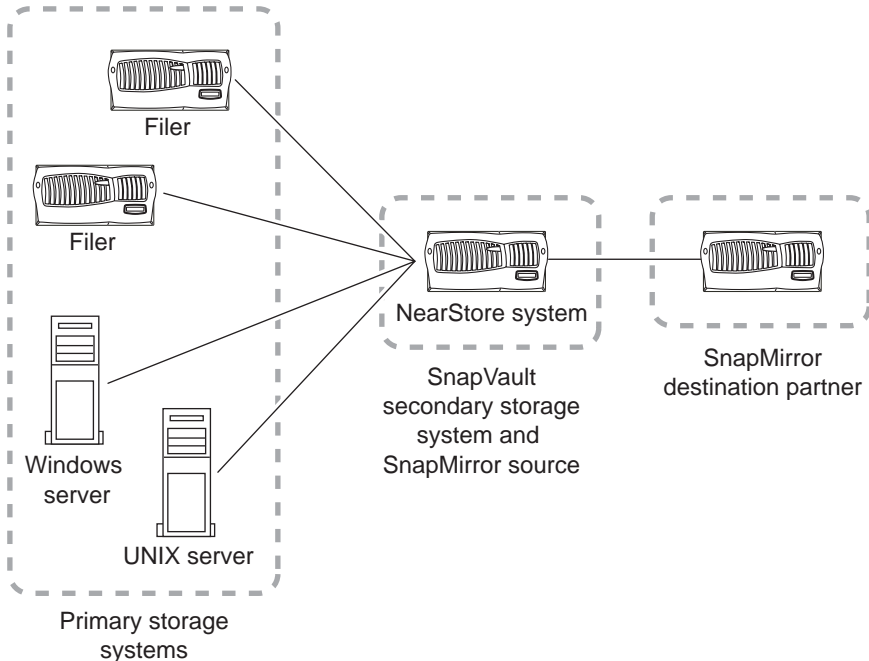 Filer
Filer
Windows
server
UNIX server
Primary storage
systems
NearStore system
SnapVault
secondary storage
system and
SnapMirror source
SnapMirror
destination partner